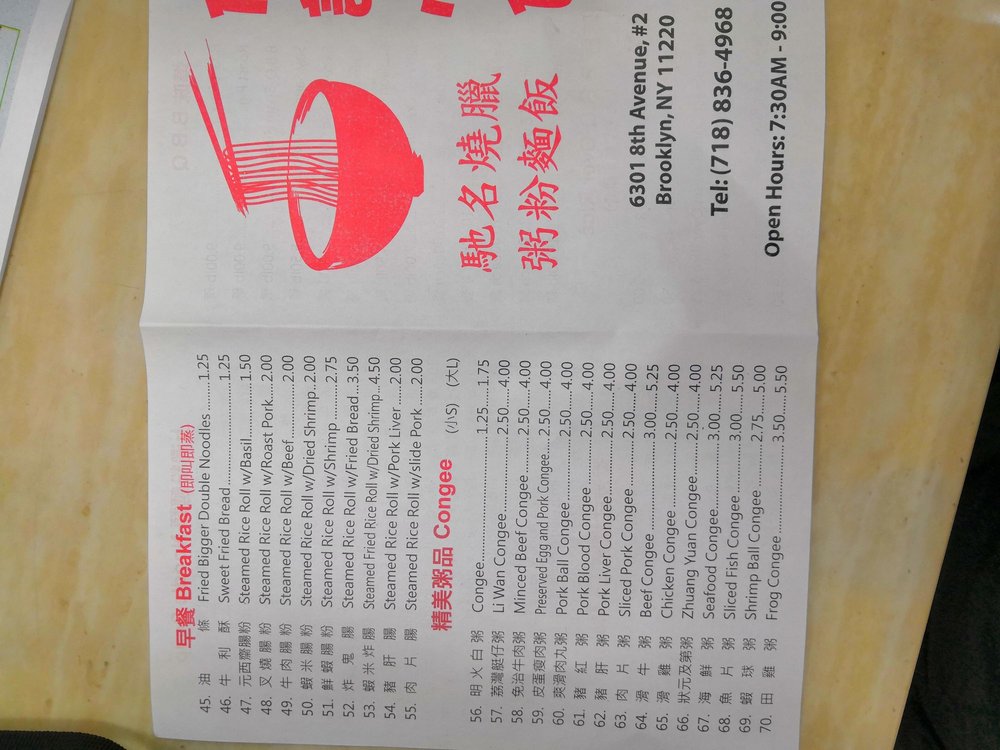 馳名燒臘
粥粉麵飯
6301 8th Avenue, #2
Brooklyn, NY 11220
Tel: (718) 836-4968
Open Hours: 7:30AM - 9:00
早餐 Breakfast (即叫即蒸)
45. 油條 Fried Bigger Double Noodles ......1.25
46. 牛利酥 Sweet Fried Bread......................1.25
47. 元西齋腸粉 Steamed Rice Roll w/Basil.........1.50
48. 叉燒腸粉 Steamed Rice Roll w/Roast Pork..2.00
49. 牛肉腸粉 Steamed Rice Roll w/Beef..........2.00
50. 蝦米腸粉 Steamed Rice Roll w/Dried Shrimp..2.00
51. 鮮蝦腸粉 Steamed Rice Roll w/Shrimp .....2.75
52. 炸鬼腸 Steamed Rice Roll w/Fried Bread..3.50
53. 蝦米炸腸 Steamed Fried Rice Roll w/Dried Shrimp...4.50
54. 豬肝腸 Steamed Rice Roll w/Pork Liver ...2.00
55. 肉片腸 Steamed Rice Roll w/slide Pork ...2.00
精美粥品 Congee (小S) (大L)
56. 明火白粥 Congee..........................1.25......1.75
57. 荔灣艇仔粥 Li Wan Congee................2.50......4.00
58. 免治牛肉粥 Minced Beef Congee.........2.50......4.00
59. 皮蛋瘦肉粥 Preserved Egg and Pork Congee....2.50......4.00
60. 爽滑肉丸粥 Pork Ball Congee..............2.50......4.00
61. 豬紅粥 Pork Blood Congee..........2.50......4.00
62. 豬肝粥 Pork Liver Congee............2.50......4.00
63. 肉片粥 Sliced Pork Congee..........2.50......4.00
64. 滑牛粥 Beef Congee....................3.00......5.25
65. 滑雞粥 Chicken Congee...............2.50......4.00
66. 狀元及第粥 Zhuang Yuan Congee.......2.50......4.00
67. 海鮮粥 Seafood Congee..............3.00......5.25
68. 魚片粥 Sliced Fish Congee...........3.00......5.50
69. 蝦球粥 Shrimp Ball Congee..........2.75......5.00
70. 田雞粥 Frog Congee....................3.50......5.50